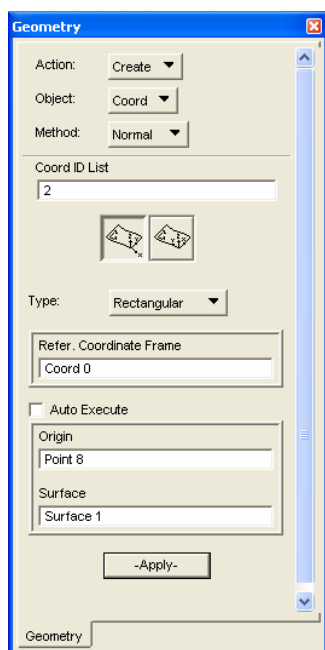 Geometry
Action: Create
Object: Coord
Method: Normal
Coord ID List
2
Type: Rectangular
Refer. Coordinate Frame
Coord 0
Auto Execute
Origin
Point 8
Surface
Surface 1
-Apply-
Geometry